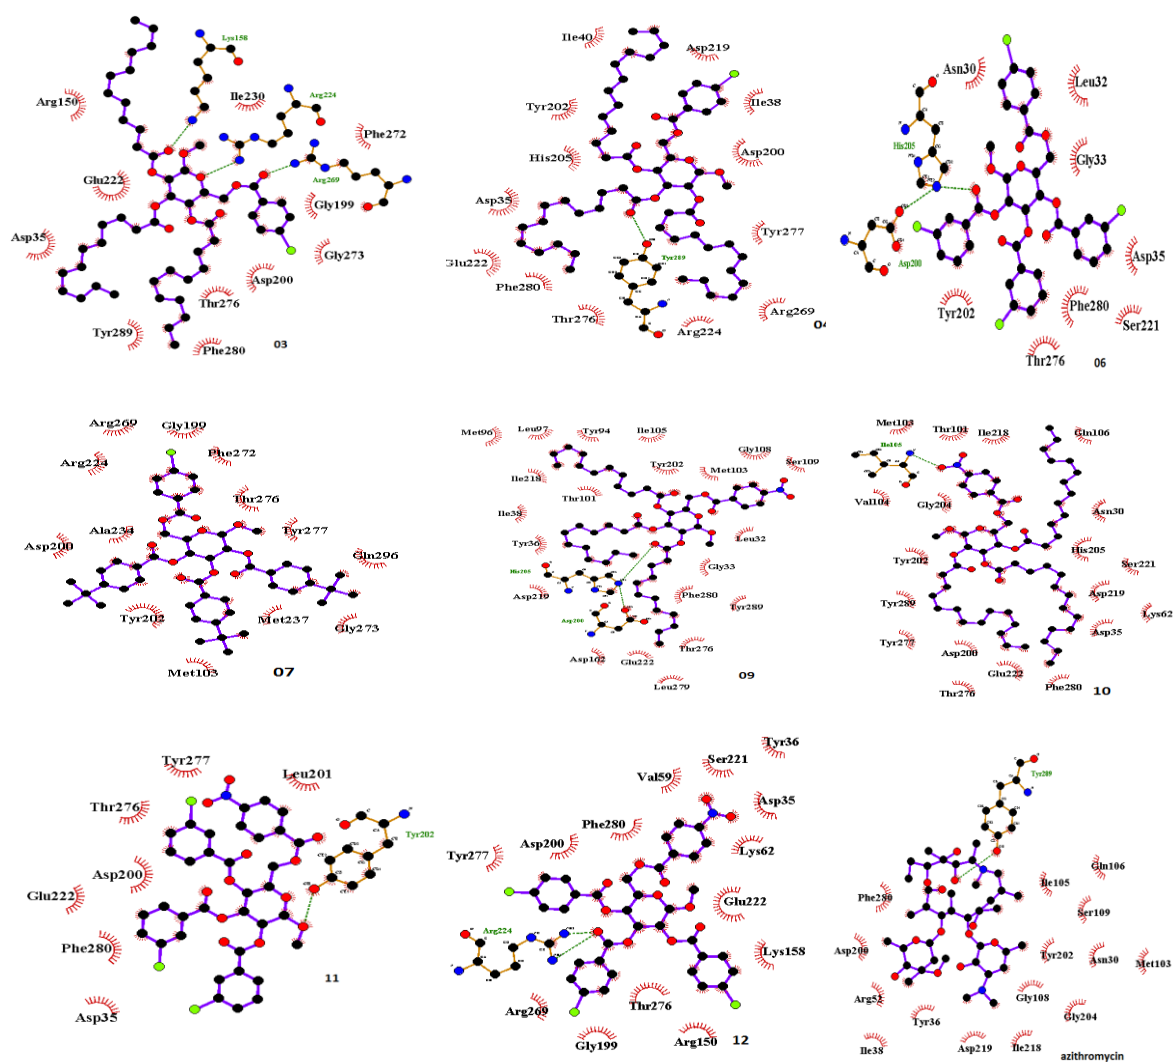 Lys158
Arg150
Ile230
Arg224
Phe272
Glu222
Arg269
Gly199
Asp35
Gly273
Asp200
Thr276
Tyr289
Phe280
03
Ile40
Asp219
Tyr202
Ile38
His205
Asp200
Asp35
Tyr277
Glu222
Tyr289
Phe280
Thr276
Arg269
Arg224
04
Asn30
Leu32
His205
Gly33
Asp200
Asp35
Tyr202
Phe280
Ser221
Thr276
06
Arg269
Gly199
Arg224
Phe272
Thr276
Ala234
Tyr277
Asp200
Gln296
Tyr202
Met237
Gly273
Met103
07
Met96
Leu97
Tyr94
Ile105
Gly108
Ser109
Ile218
Tyr202
Met103
Thr101
Ile38
Tyr36
Leu32
His205
Gly33
Asp219
Phe280
Tyr289
Arg200
Asp102
Glu222
Thr276
Leu279
09
Met103
Thr101
Ile218
Gln106
Ile105
Val104
Gly204
Asn30
Tyr202
His205
Ser221
Tyr289
Asp219
Lys62
Tyr277
Asp200
Asp35
Glu222
Thr276
Phe280
10
Tyr277
Leu201
Thr276
Tyr202
Asp200
Glu222
Phe280
11
Asp35
Tyr36
Ser221
Val59
Asp35
Phe280
Asp200
Tyr277
Lys62
Glu222
Arg224
Lys158
Arg269
Thr276
Gly199
Arg150
12
Tyr289
Gln106
Ile105
Phe280
Ser109
Asp200
Tyr202
Asn30
Met103
Gly108
Tyr36
Gly204
Ile38
Asp219
Ile218
azithromycin